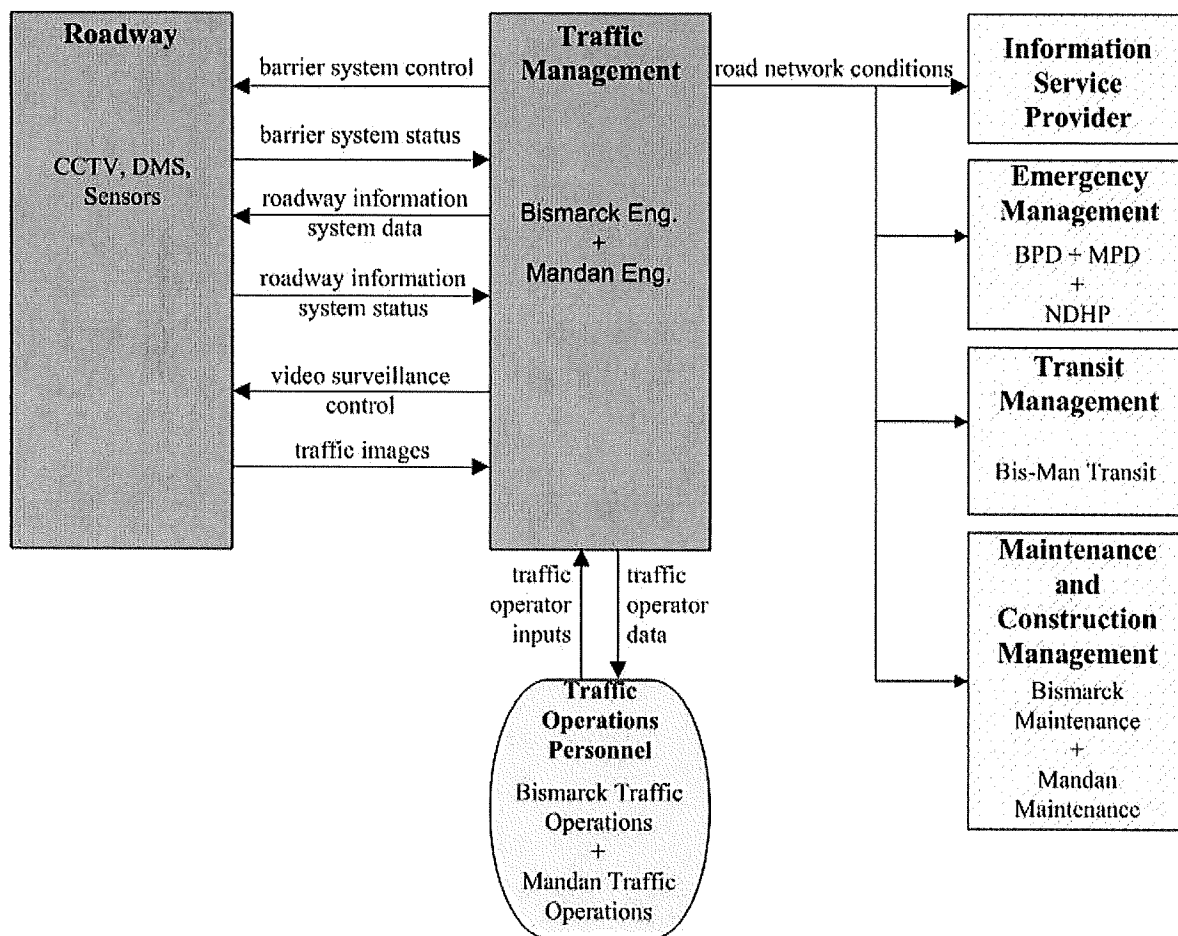 Roadway
CCTV, DMS,
Sensors
barrier system control
barrier system status
roadway information
system data
roadway information
system status
video surveillance
control
traffic images
Traffic
Management
Bismarck Eng.
+
Mandan Eng.
road network conditions
Information
Service
Provider
Emergency
Management
BPD + MPD
+
NDHP
Transit
Management
Bis-Man Transit
Maintenance
and
Construction
Management
Bismarck
Maintenance
+
Mandan
Maintenance
traffic
operator
inputs
traffic
operator
data
Traffic
Operations
Personnel
Bismarck Traffic
Operations
+
Mandan Traffic
Operations